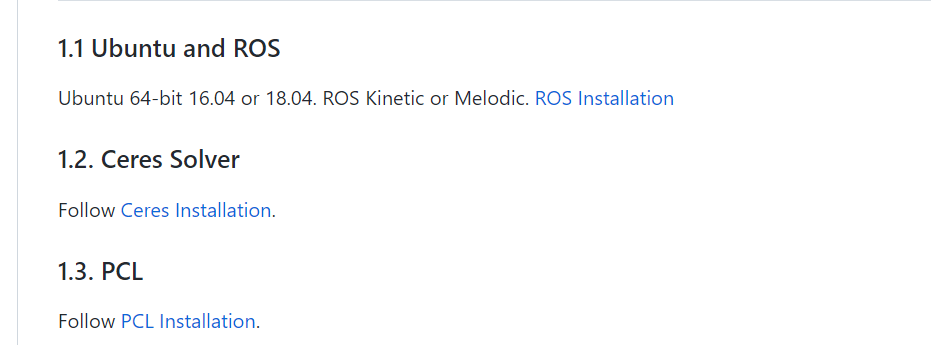 1.1 Ubuntu and ROS
Ubuntu 64-bit 16.04 or 18.04. ROS Kinetic or Melodic. ROS Installation
1.2. Ceres Solver
Follow Ceres Installation.
1.3. PCL
Follow PCL Installation.